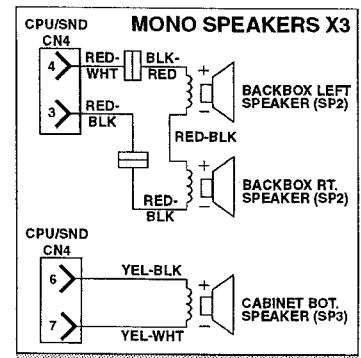 MONO SPEAKERS X3
CPU/SND
CN4
4
RED-
WHT
BLK-
RED
+
−
BACKBOX LEFT
SPEAKER (SP2)
3
RED-
BLK
RED-BLK
+
−
BACKBOX RT.
SPEAKER (SP2)
RED-
BLK
CPU/SND
CN4
6
YEL-BLK
+
−
CABINET BOT.
SPEAKER (SP3)
7
YEL-WHT